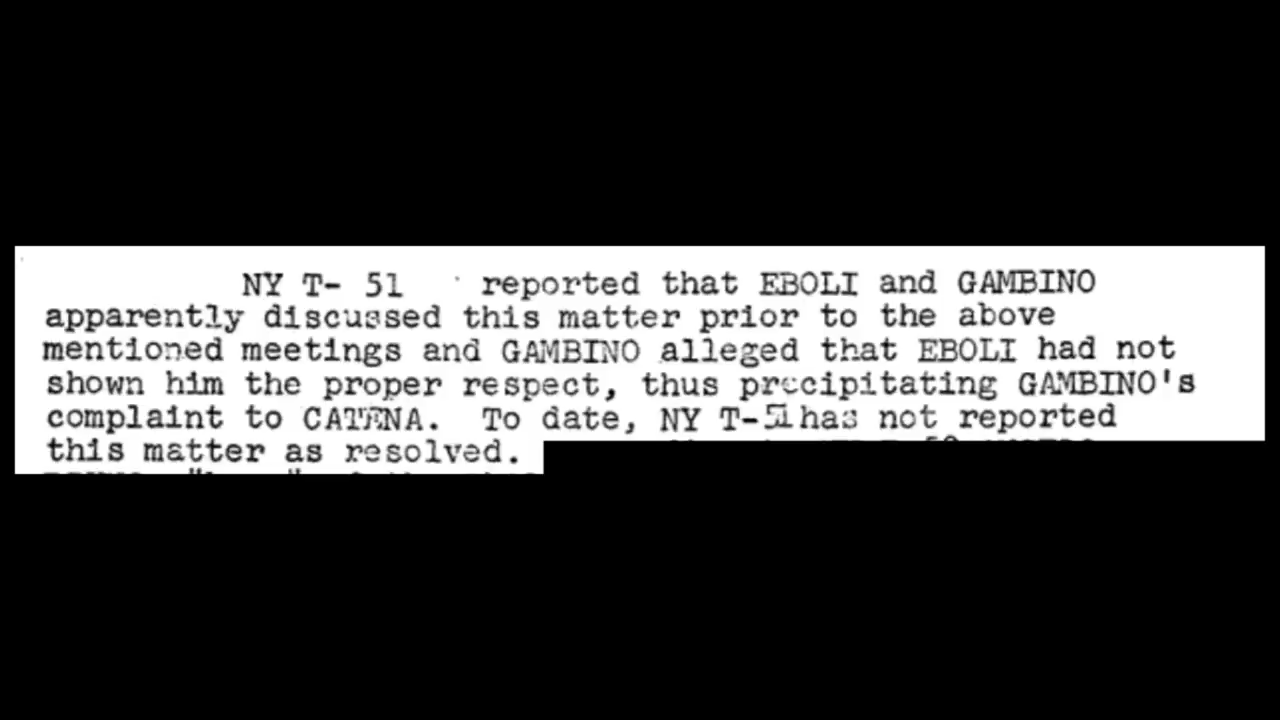 NY T- 51 reported that EBOLI and GAMBINO
apparently discussed this matter prior to the above
mentioned meetings and GAMBINO alleged that EBOLI had not
shown him the proper respect, thus precipitating GAMBINO's
complaint to CATENA. To date, NY T-51 has not reported
this matter as resolved.